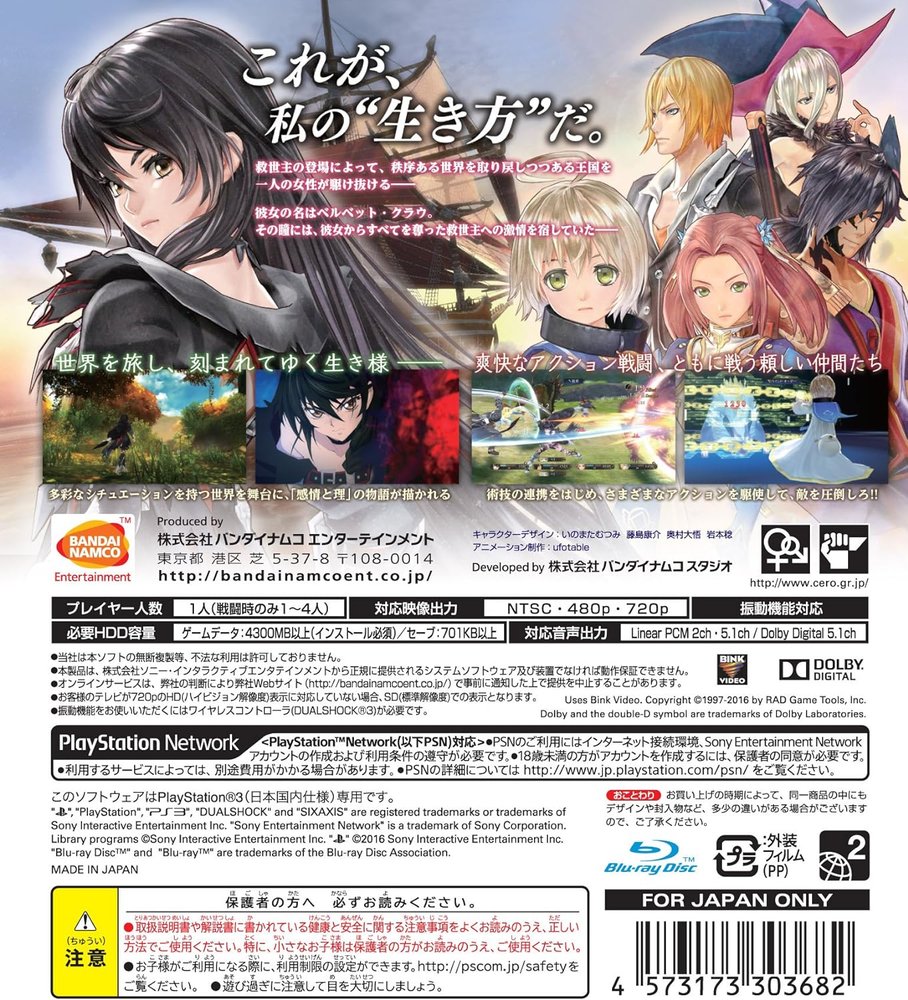 これが、
私の“生き方”だ。
救世主の登場によって、秩序ある世界を取り戻しつつある王国を
一人の女性が駆け抜ける――
彼女の名はベルベット・クラウ。
その瞳には、彼女からすべてを奪った救世主への激情を宿していた――
世界を旅し、刻まれてゆく生き様 ――
爽快なアクション戦闘、ともに戦う頼しい仲間たち
1230
多彩なシチュエーションを持つ世界を舞台に、「感情と理」の物語が描かれる
術技の連携をはじめ、さまざまなアクションを駆使して、敵を圧倒しろ!!
BANDAI
NAMCO
TM
Entertainment
Produced by
株式会社 バンダイナムコ エンターテインメント
東京都 港区 芝 5-37-8 〒108-0014
http://bandainamcoent.co.jp/
キャラクターデザイン：いのまたむつみ 藤島康介 奥村大悟 岩本稔
アニメーション制作：ufotable
Developed by 株式会社 バンダイナムコ スタジオ
http://www.cero.gr.jp/
プレイヤー人数 1人(戦闘時のみ1～4人) 対応映像出力 NTSC・480p・720p 振動機能対応
必要HDD容量 ゲームデータ：4300MB以上(インストール必須)／セーブ：701KB以上 対応音声出力 Linear PCM 2ch・5.1ch / Dolby Digital 5.1ch
●当社は本ソフトの無断複製等、不法な利用は許可しておりません。
●本製品は、株式会社ソニー・インタラクティブエンタテインメントから正規に提供されるシステムソフトウェア及び装置でなければ動作保証できません。
●オンラインサービスは、弊社の判断により弊社Webサイト（http://bandainamcoent.co.jp/）で事前に通知した上で提供を中止することがあります。
●お客様のテレビが720pのHD(ハイビジョン解像度)表示に対応していない場合、SD(標準解像度)での表示となります。
●振動機能をお使いいただくにはワイヤレスコントローラ(DUALSHOCK®3)が必要です。
BINK
VIDEO
DOLBY
DIGITAL
Uses Bink Video. Copyright ©1997-2016 by RAD Game Tools, Inc.
Dolby and the double-D symbol are trademarks of Dolby Laboratories.
PlayStation Network
<PlayStation™Network(以下PSN)対応>●PSNのご利用にはインターネット接続環境、Sony Entertainment Network
アカウントの作成および利用条件の遵守が必要です。●18歳未満の方がアカウントを作成するには、保護者の同意が必要です。
●利用するサービスによっては、別途費用がかかる場合があります。●PSNの詳細については http://www.jp.playstation.com/psn/ をご覧ください。
このソフトウェアはPlayStation®3(日本国内仕様)専用です。
"", "PlayStation", "PS3", "DUALSHOCK" and "SIXAXIS" are registered trademarks or trademarks of
Sony Interactive Entertainment Inc. "Sony Entertainment Network" is a trademark of Sony Corporation.
Library programs ©Sony Interactive Entertainment Inc. "" ©2016 Sony Interactive Entertainment Inc.
"Blu-ray Disc™" and "Blu-ray™" are trademarks of the Blu-ray Disc Association.
MADE IN JAPAN
おことわり お買い上げの時期によって、同一商品の中にも
デザインや封入物など、多少の違いがある場合がございます
ので、ご了承ください。
Blu-ray Disc™
プラ
:外装
フィルム
(PP)
2
FOR JAPAN ONLY
4 573173 303682
(ちゅうい)
注意
保護者の方へ 必ずお読みください。
●取扱説明書や解説書に書かれている健康と安全に関する注意事項をよくお読みのうえ、正しい
方法でご使用ください。特に、小さなお子様は保護者の方がお読みのうえ、ご使用ください。
●お子様がご利用になる際に、利用制限の設定ができます。http://pscom.jp/safetyを
ご覧ください。 ●遊び過ぎに注意して目を大切にしましょう。